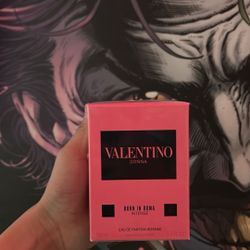 VALENTINO
DONNA
BORN IN ROMA
INTENSE
EAU DE PARFUM INTENSE